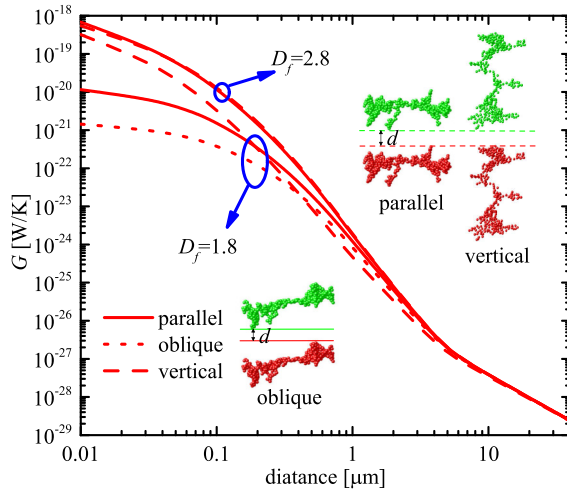 10^-18
10^-19
10^-20
10^-21
10^-22
10^-23
10^-24
10^-25
10^-26
10^-27
10^-28
10^-29
G [W/K]
D_f=2.8
D_f=1.8
d
parallel
vertical
parallel
oblique
vertical
d
oblique
0.01
0.1
1
10
diatance [μm]